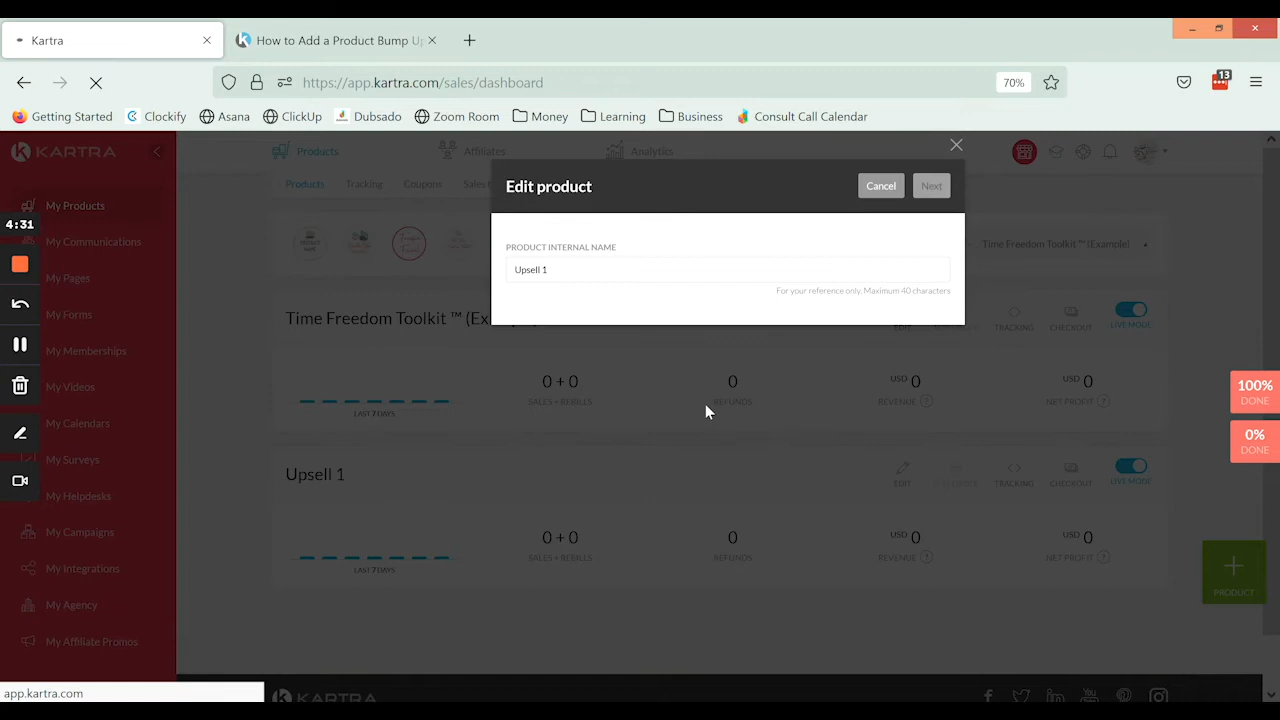 Kartra
How to Add a Product Bump Up
https://app.kartra.com/sales/dashboard
70%
13
Getting Started
Clockify
Asana
ClickUp
Dubsado
Zoom Room
Money
Learning
Business
Consult Call Calendar
KARTRA
Products
Affiliates
Analytics
Products
Tracking
Coupons
Sales
Edit product
Cancel
Next
PRODUCT INTERNAL NAME
Upsell 1
For your reference only. Maximum 40 characters
My Products
4:31
My Communications
My Pages
My Forms
My Memberships
My Videos
My Calendars
My Surveys
My Helpdesks
My Campaigns
My Integrations
My Agency
My Affiliate Promos
Time Freedom Toolkit ™ (Example)
Time Freedom Toolkit ™ (Ex
EDIT
TRACKING
CHECKOUT
LIVE MODE
0 + 0
0
USD 0
USD 0
LAST 7 DAYS
SALES + REBILLS
REFUNDS
REVENUE ?
NET PROFIT ?
Upsell 1
EDIT
TRACKING
CHECKOUT
LIVE MODE
0 + 0
0
USD 0
USD 0
LAST 7 DAYS
SALES + REBILLS
REFUNDS
REVENUE ?
NET PROFIT ?
100%
DONE
0%
DONE
PRODUCT
app.kartra.com
KARTRA